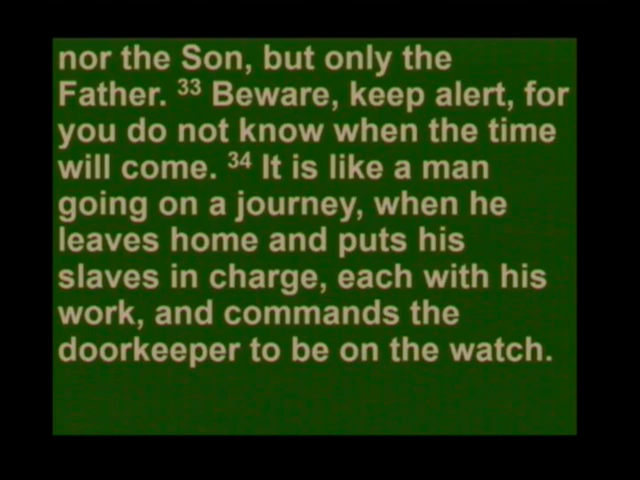 nor the Son, but only the
Father. ³³ Beware, keep alert, for
you do not know when the time
will come. ³⁴ It is like a man
going on a journey, when he
leaves home and puts his
slaves in charge, each with his
work, and commands the
doorkeeper to be on the watch.